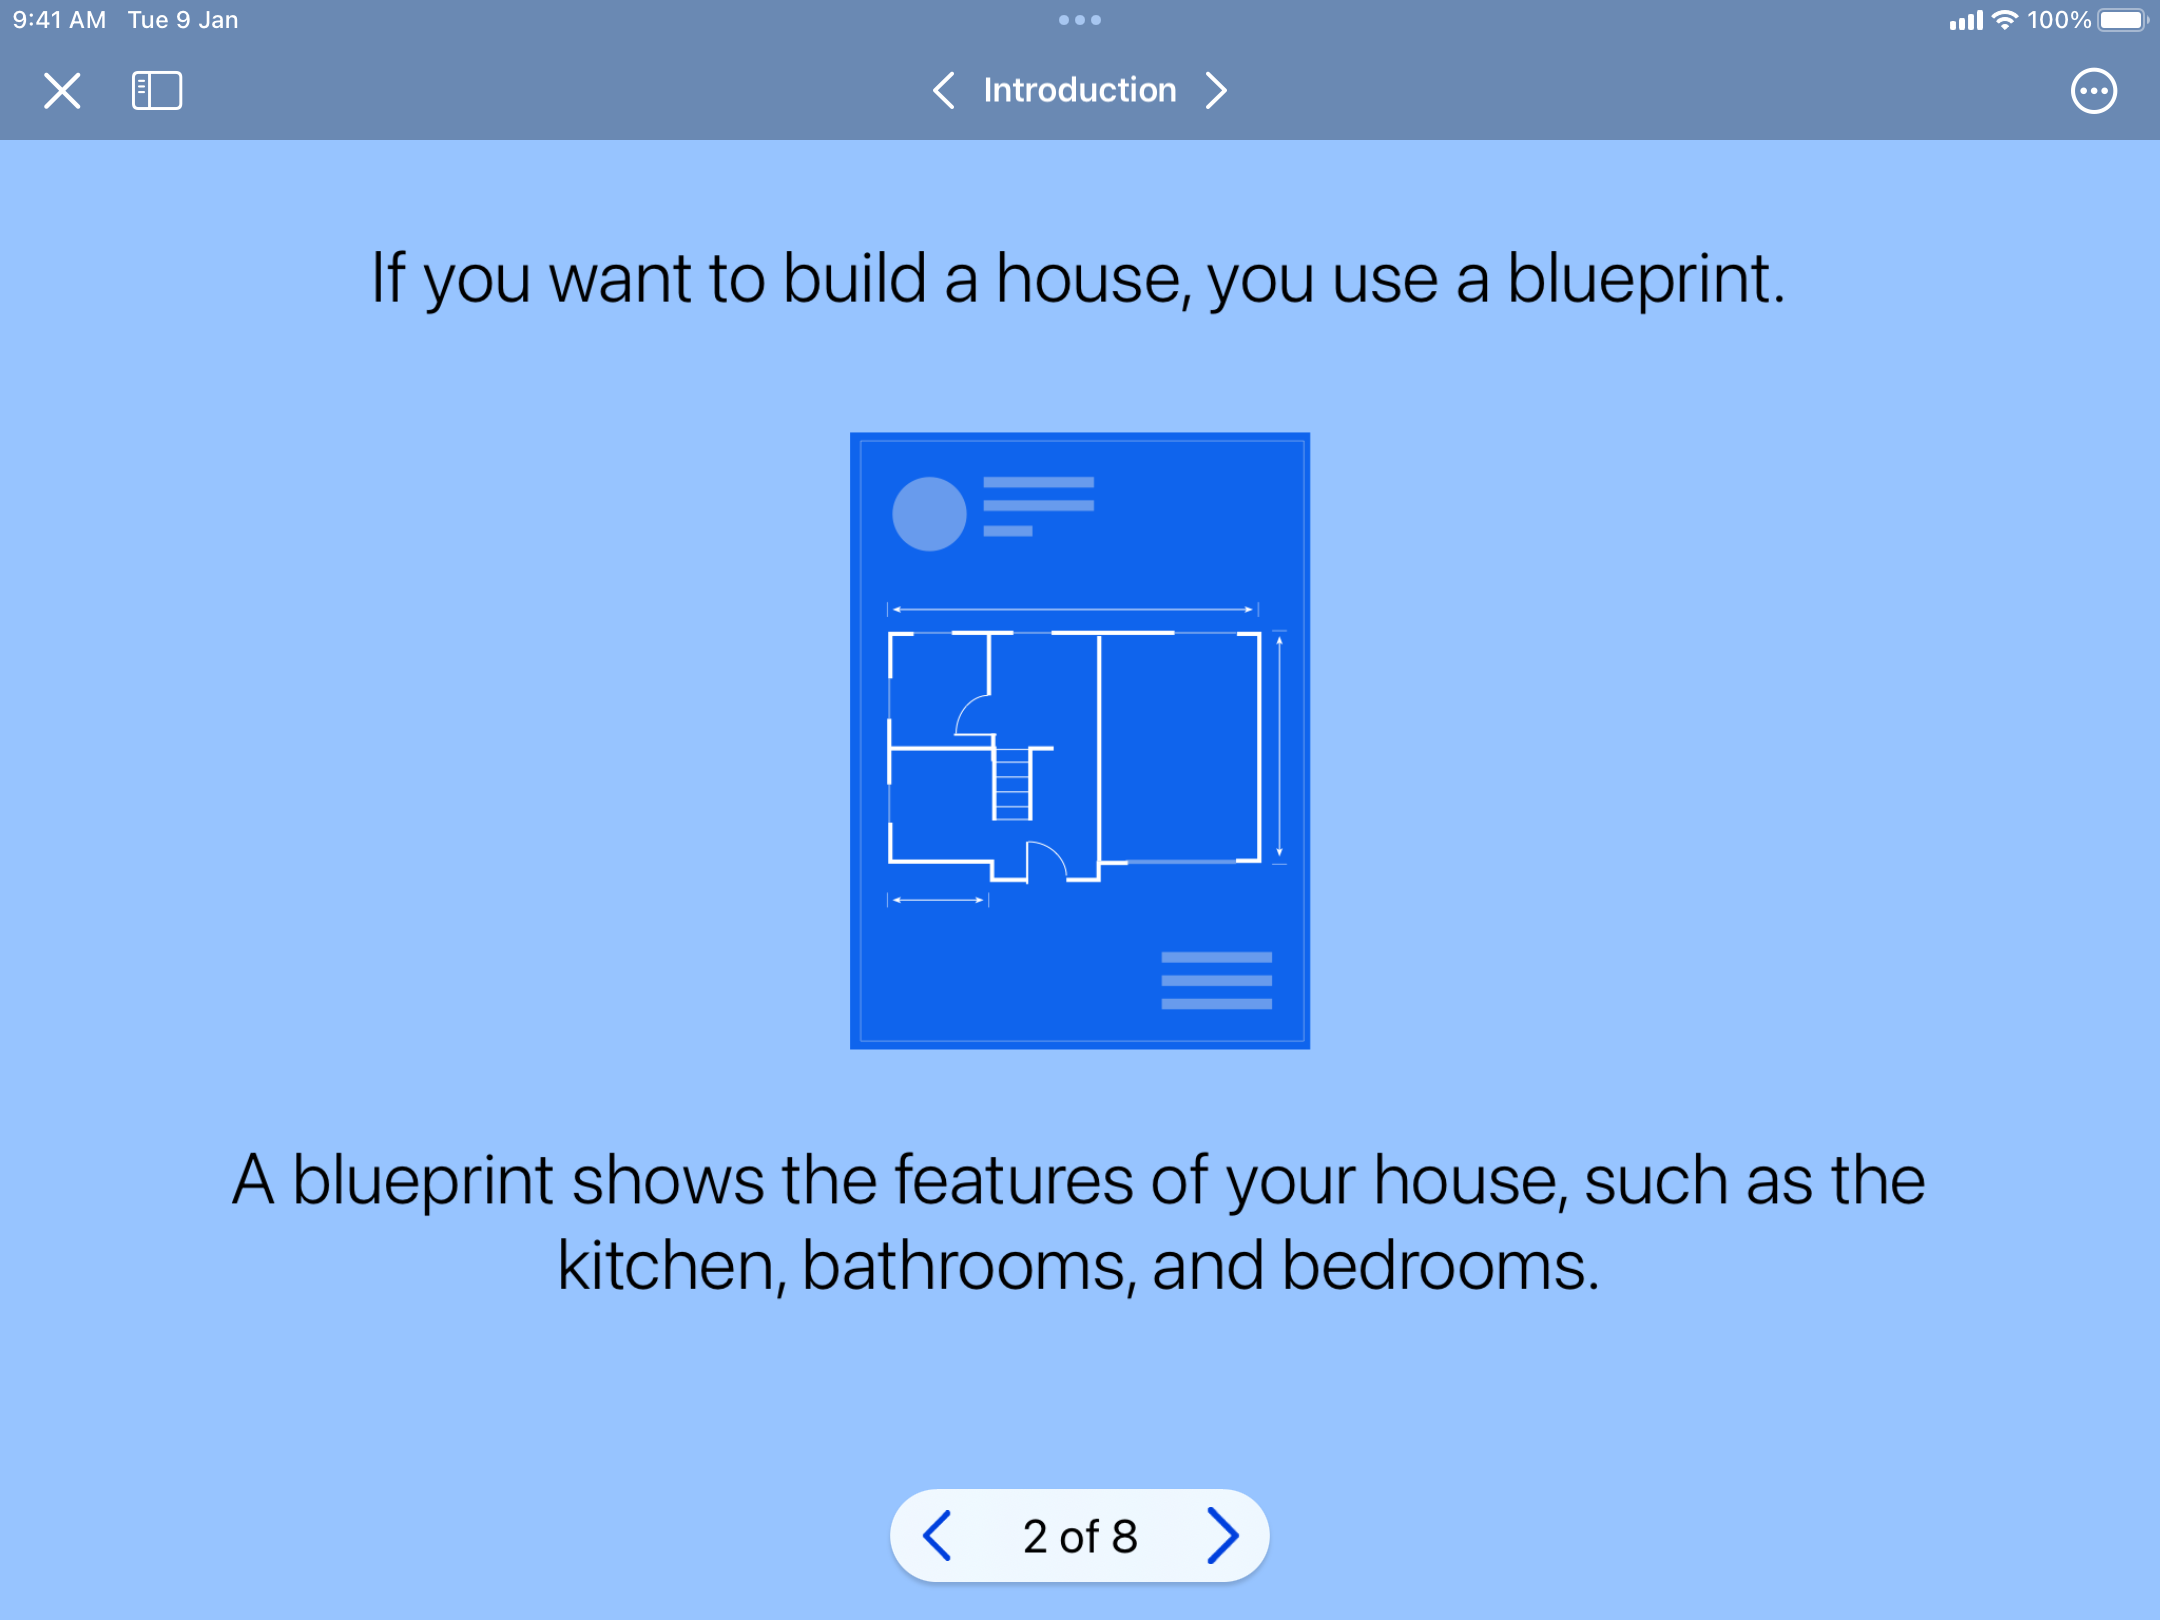 9:41 AM Tue 9 Jan
100%
Introduction
If you want to build a house, you use a blueprint.
A blueprint shows the features of your house, such as the
kitchen, bathrooms, and bedrooms.
2 of 8